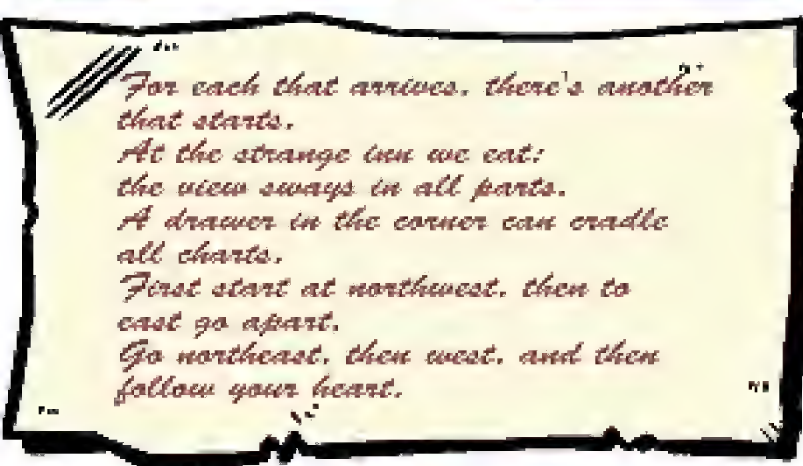 For each that arrives, there's another
that starts.
At the strange inn we eat:
the view sways in all parts.
A drawer in the corner can cradle
all charts.
First start at northwest, then to
east go apart.
Go northeast, then west, and then
follow your heart.